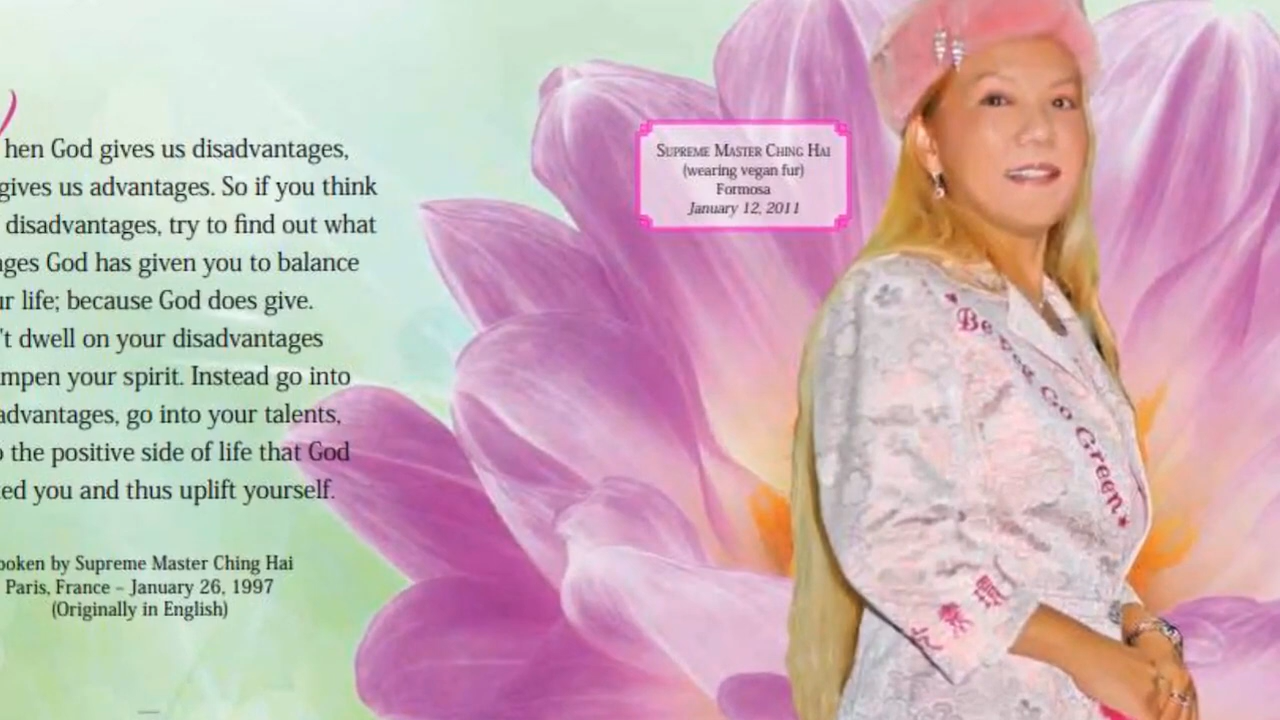 hen God gives us disadvantages,
gives us advantages. So if you think
disadvantages, try to find out what
ges God has given you to balance
r life; because God does give.
't dwell on your disadvantages
mpen your spirit. Instead go into
advantages, go into your talents,
the positive side of life that God
ed you and thus uplift yourself.
oken by Supreme Master Ching Hai
Paris, France – January 26, 1997
(Originally in English)
SUPREME MASTER CHING HAI
(wearing vegan fur)
Formosa
January 12, 2011
Be veg Go Green